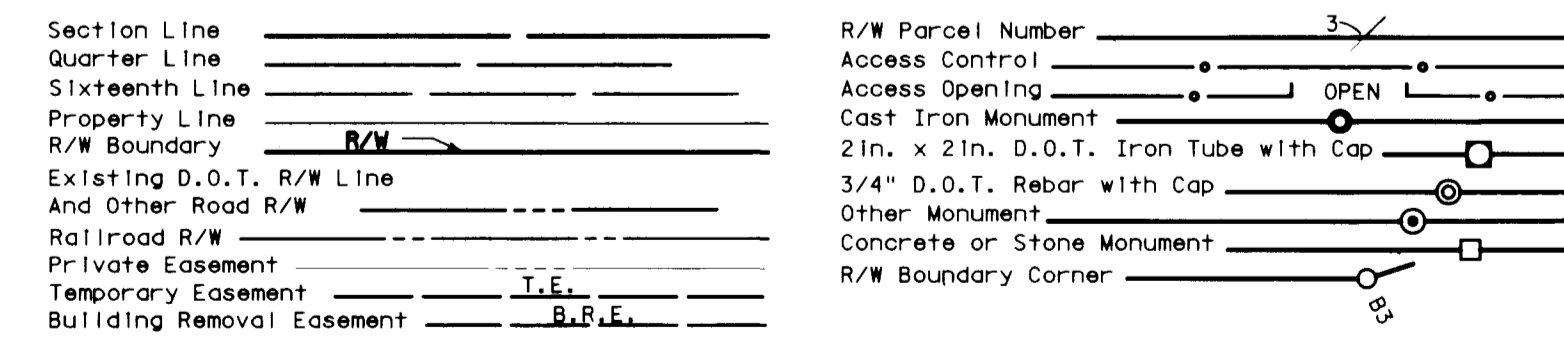 Section Line
Quarter Line
Sixteenth Line
Property Line
R/W Boundary R/W
Existing D.O.T. R/W Line
And Other Road R/W
Railroad R/W
Private Easement
Temporary Easement T.E.
Building Removal Easement B.R.E.
R/W Parcel Number 3
Access Control
Access Opening OPEN
Cast Iron Monument
2in. x 2in. D.O.T. Iron Tube with Cap
3/4" D.O.T. Rebar with Cap
Other Monument
Concrete or Stone Monument
R/W Boundary Corner
B3